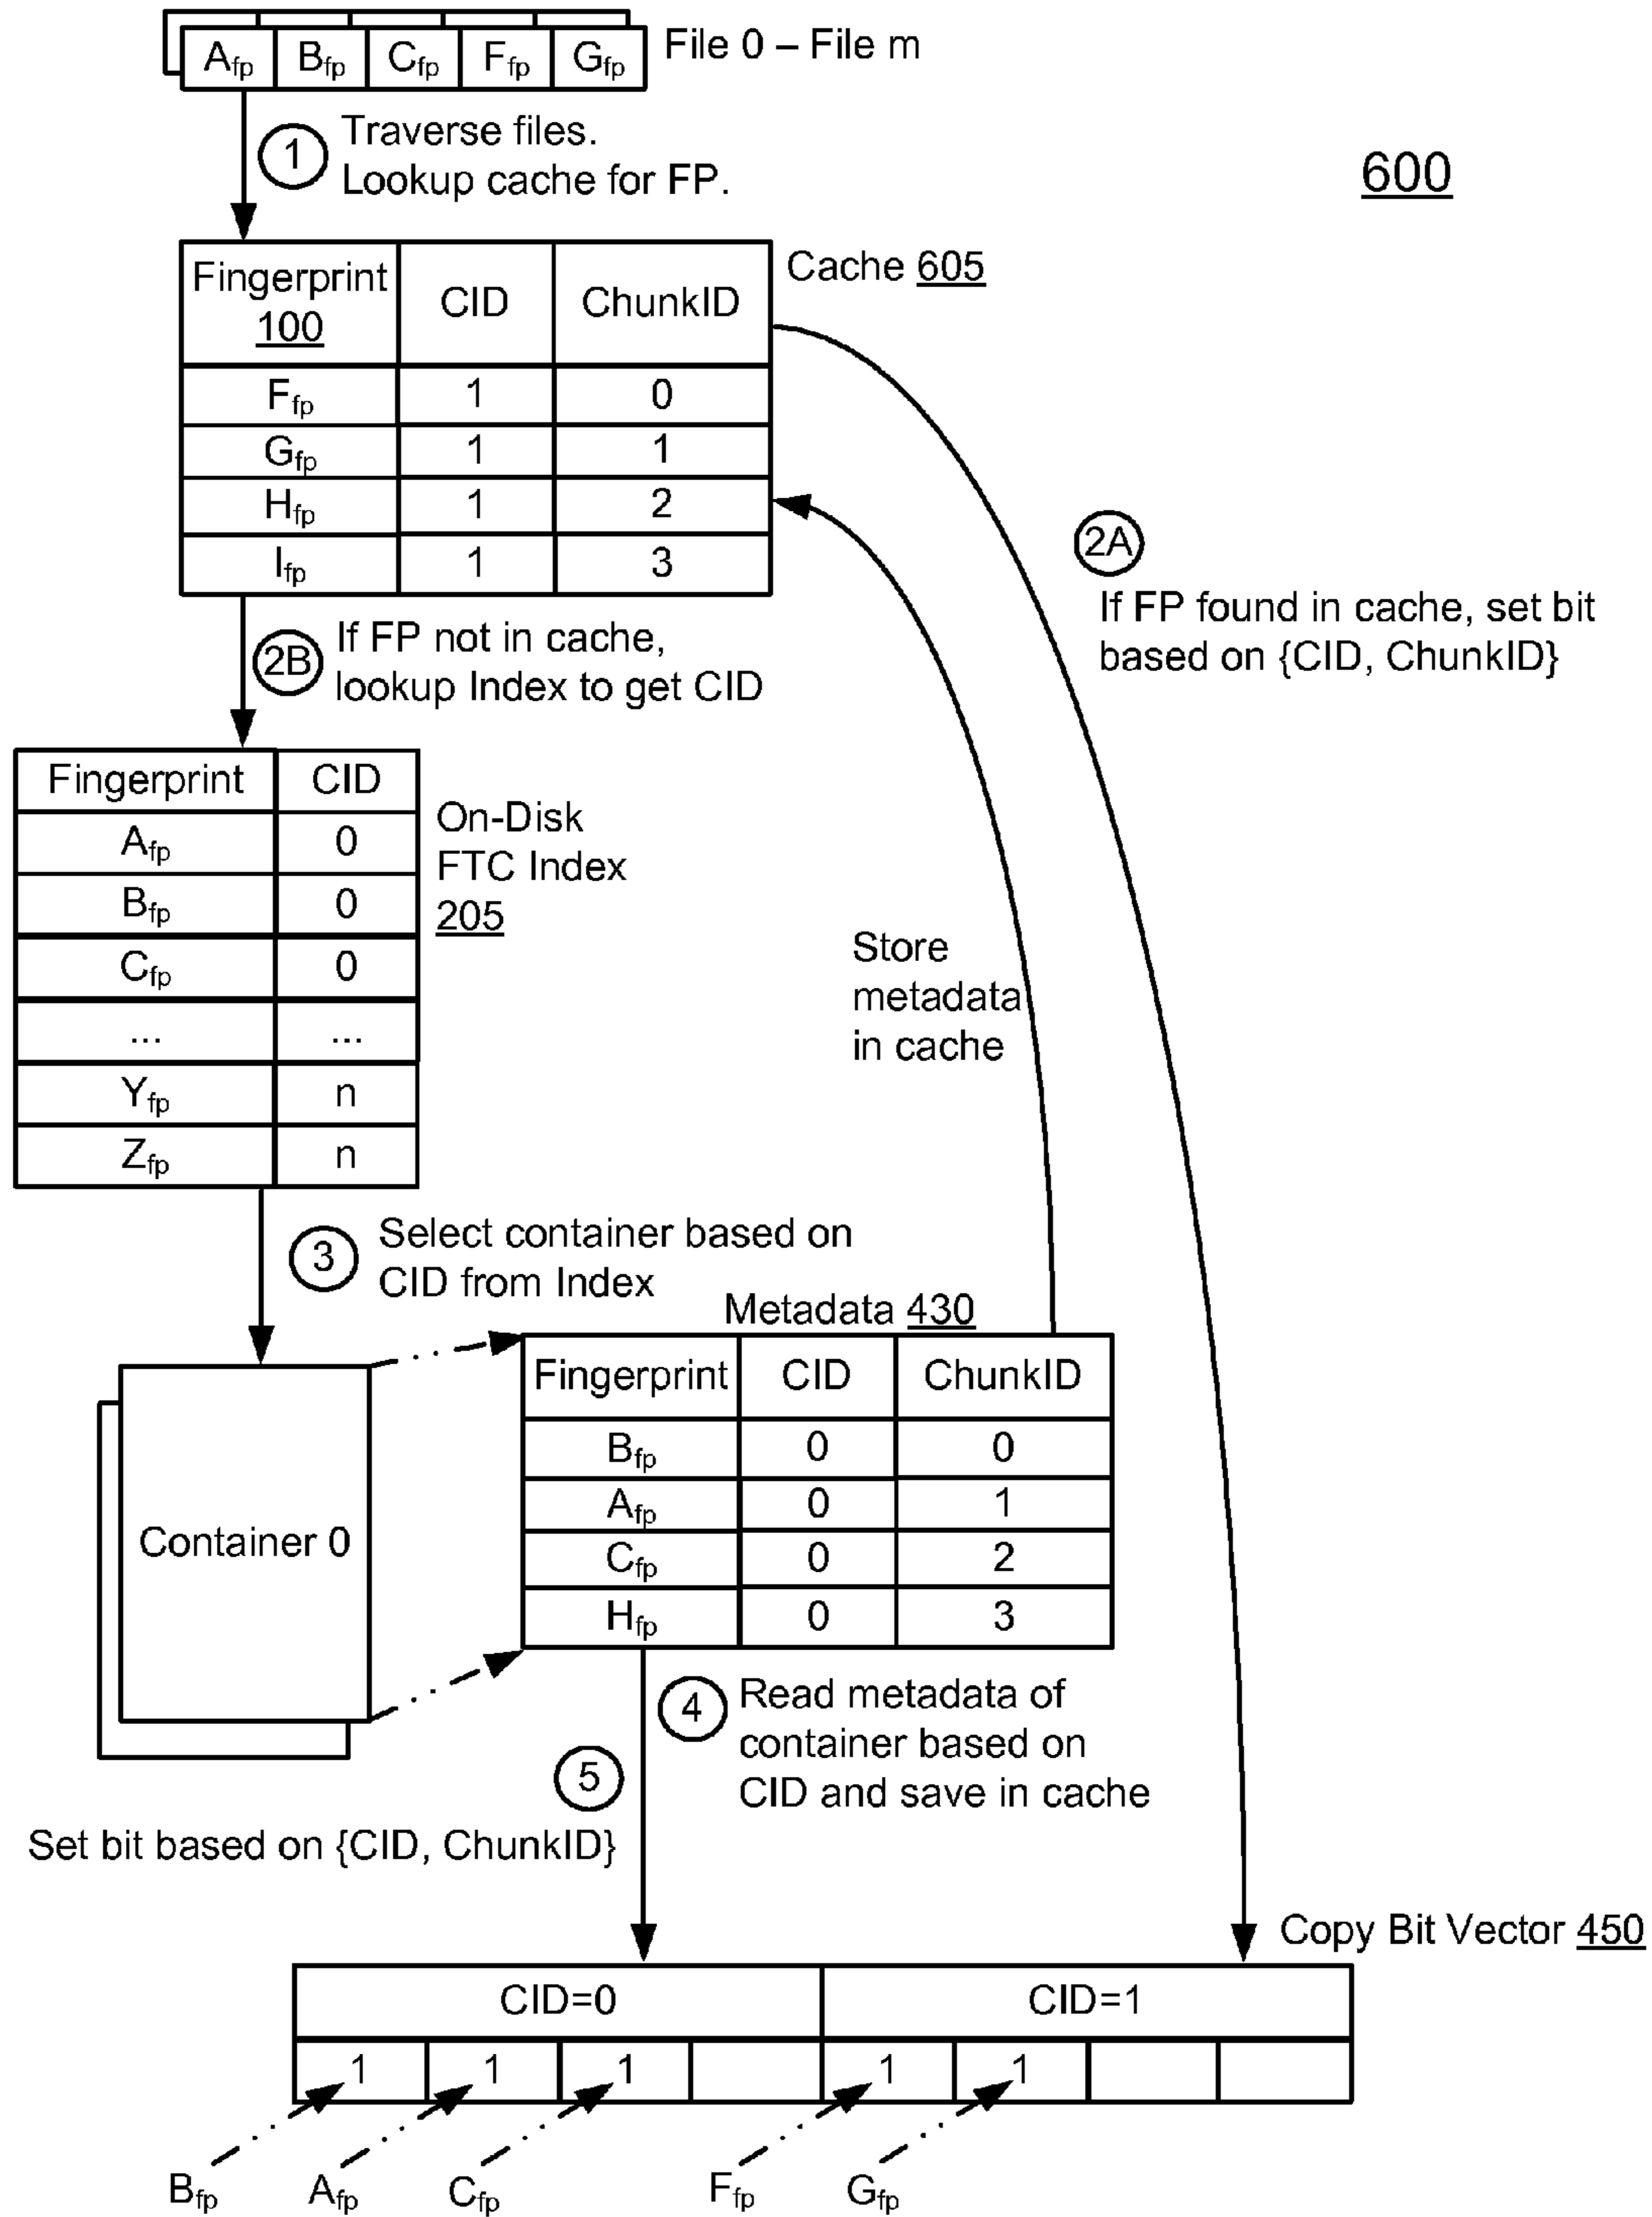 Afp Bfp Cfp Ffp Gfp File 0 – File m
1 Traverse files.
Lookup cache for FP.
600
Fingerprint 100 CID ChunkID
Cache 605
Ffp 1 0
Gfp 1 1
Hfp 1 2
Ifp 1 3
2A
If FP found in cache, set bit
based on {CID, ChunkID}
2B If FP not in cache,
lookup Index to get CID
Fingerprint CID
Afp 0
Bfp 0
Cfp 0
... ...
Yfp n
Zfp n
On-Disk
FTC Index
205
Store
metadata
in cache
3 Select container based on
CID from Index
Container 0
Metadata 430
Fingerprint CID ChunkID
Bfp 0 0
Afp 0 1
Cfp 0 2
Hfp 0 3
4 Read metadata of
container based on
CID and save in cache
5
Set bit based on {CID, ChunkID}
Copy Bit Vector 450
CID=0 CID=1
1 1 1 1 1
Bfp Afp Cfp Ffp Gfp